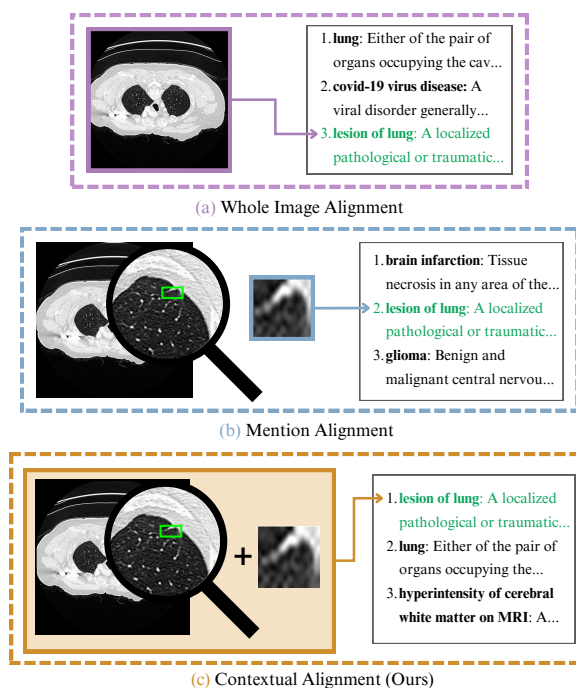 1. lung: Either of the pair of
organs occupying the cav...
2. covid-19 virus disease: A
viral disorder generally...
3. lesion of lung: A localized
pathological or traumatic...
(a) Whole Image Alignment
1. brain infarction: Tissue
necrosis in any area of the...
2. lesion of lung: A localized
pathological or traumatic...
3. glioma: Benign and
malignant central nervou...
(b) Mention Alignment
+
1. lesion of lung: A localized
pathological or traumatic...
2. lung: Either of the pair of
organs occupying the...
3. hyperintensity of cerebral
white matter on MRI: A...
(c) Contextual Alignment (Ours)